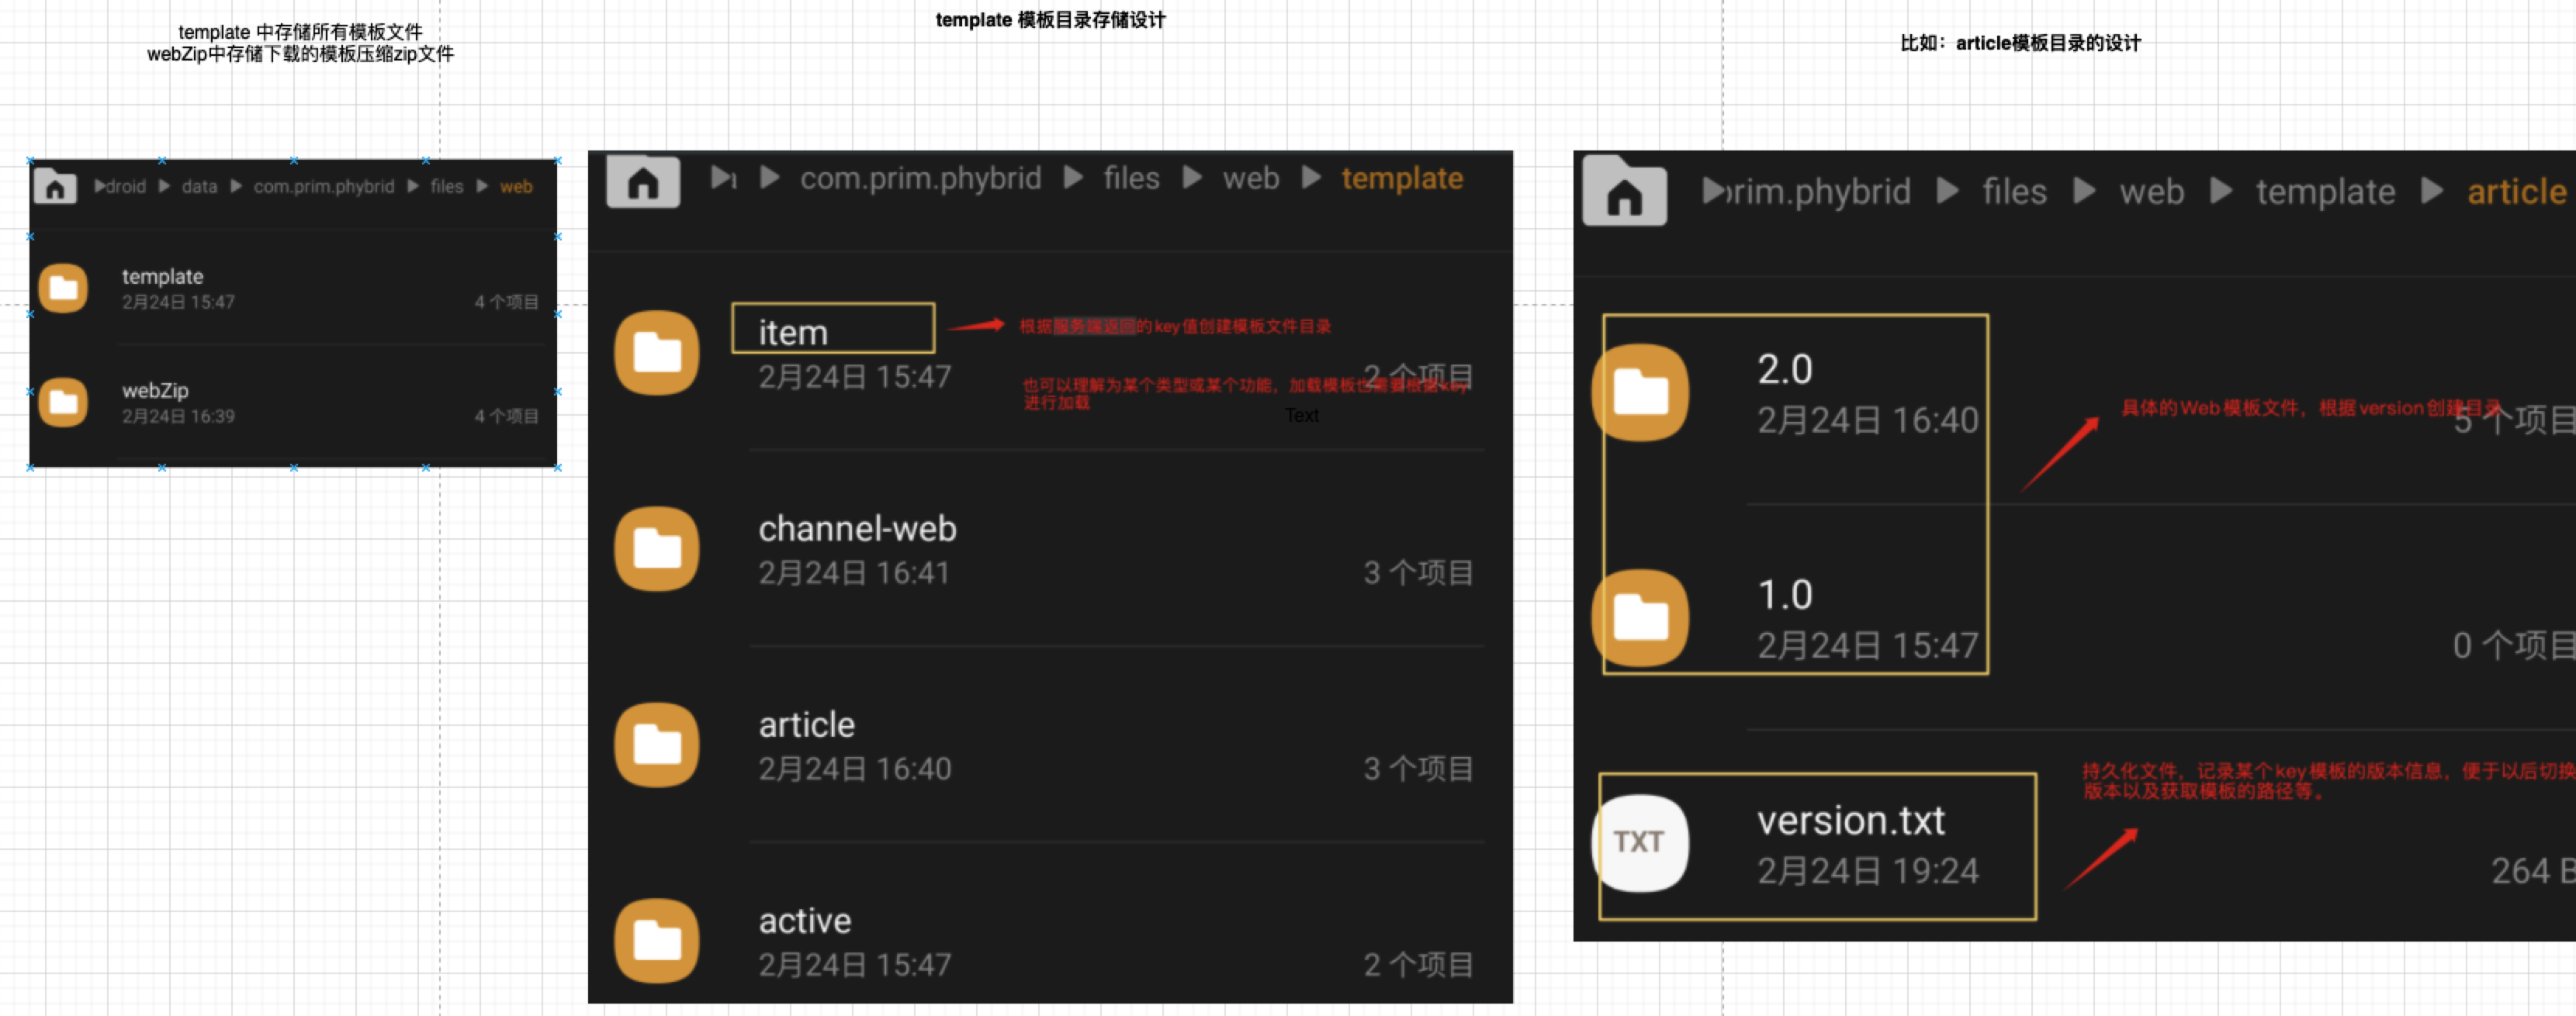 template 中存储所有模板文件
webZip中存储下载的模板压缩zip文件
droid data com.prim.phybrid files web
template
2月24日 15:47 4 个项目
webZip
2月24日 16:39 4 个项目
template 模板目录存储设计
com.prim.phybrid files web template
item
根据服务端返回的key值创建模板文件目录
2月24日 15:47 2 个项目
也可以理解为某个类型或某个功能，加载模板也需要根据key
进行加载
Text
channel-web
2月24日 16:41 3 个项目
article
2月24日 16:40 3 个项目
active
2月24日 15:47 2 个项目
比如：article模板目录的设计
rim.phybrid files web template article
2.0
2月24日 16:40 5 个项目
具体的Web模板文件，根据version创建目录
1.0
2月24日 15:47 0 个项目
持久化文件，记录某个key模板的版本信息，便于以后切换
版本以及获取模板的路径等。
TXT
version.txt
2月24日 19:24 264 B